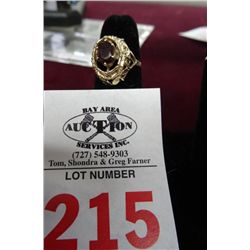 BAY AREA
AUCTION
SERVICES INC.
(727) 548-9303
Tom, Shondra & Greg Farner
LOT NUMBER
215